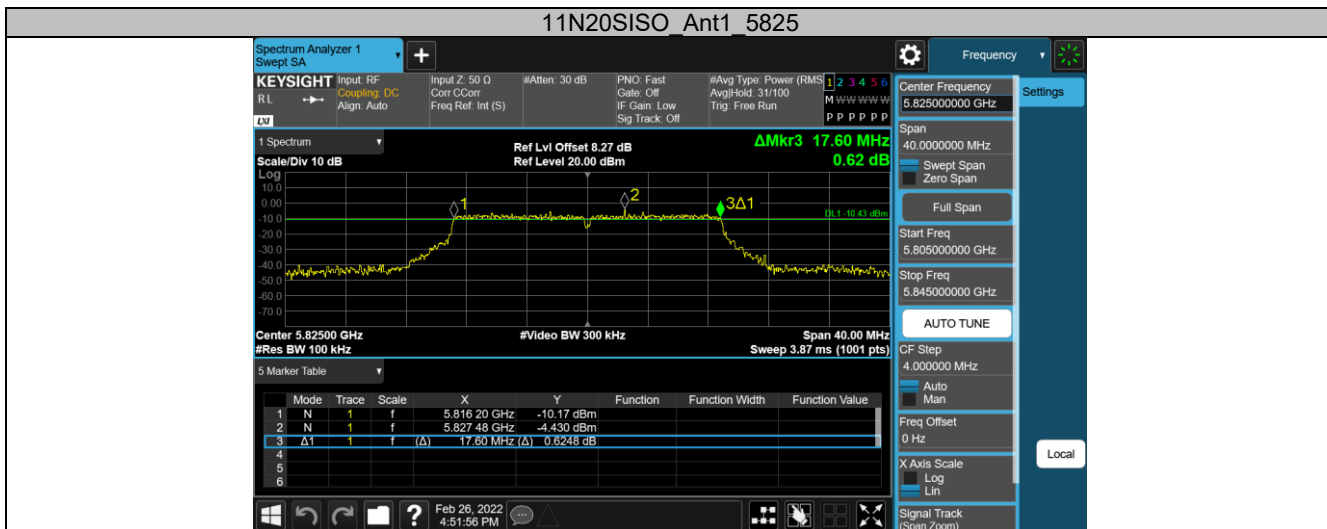 11N20SISO_Ant1_5825
Spectrum Analyzer 1
Swept SA
Frequency
KEYSIGHT
RL
LXI
Input: RF
Coupling: DC
Align: Auto
Input Z: 50 Ω
Corr CCorr
Freq Ref: Int (S)
#Atten: 30 dB
PNO: Fast
Gate: Off
IF Gain: Low
Sig Track: Off
#Avg Type: Power (RMS
Avg|Hold: 31/100
Trig: Free Run
1 2 3 4 5 6
M W W W W W
P P P P P P
1 Spectrum
Scale/Div 10 dB
Ref Lvl Offset 8.27 dB
Ref Level 20.00 dBm
ΔMkr3 17.60 MHz
0.62 dB
Log
10.0
0.00
-10.0
-20.0
-30.0
-40.0
-50.0
-60.0
-70.0
1
2
3Δ1
DL1 -10.43 dBm
Center 5.82500 GHz
#Video BW 300 kHz
Span 40.00 MHz
#Res BW 100 kHz
Sweep 3.87 ms (1001 pts)
5 Marker Table
Mode Trace Scale X Y Function Function Width Function Value
1 N 1 f 5.816 20 GHz -10.17 dBm
2 N 1 f 5.827 48 GHz -4.430 dBm
3 Δ1 1 f (Δ) 17.60 MHz (Δ) 0.6248 dB
4
5
6
?
Feb 26, 2022
4:51:56 PM
Center Frequency
5.825000000 GHz
Span
40.0000000 MHz
Swept Span
Zero Span
Full Span
Start Freq
5.805000000 GHz
Stop Freq
5.845000000 GHz
AUTO TUNE
CF Step
4.000000 MHz
Auto
Man
Freq Offset
0 Hz
X Axis Scale
Log
Lin
Signal Track
(Span Zoom)
Settings
Local